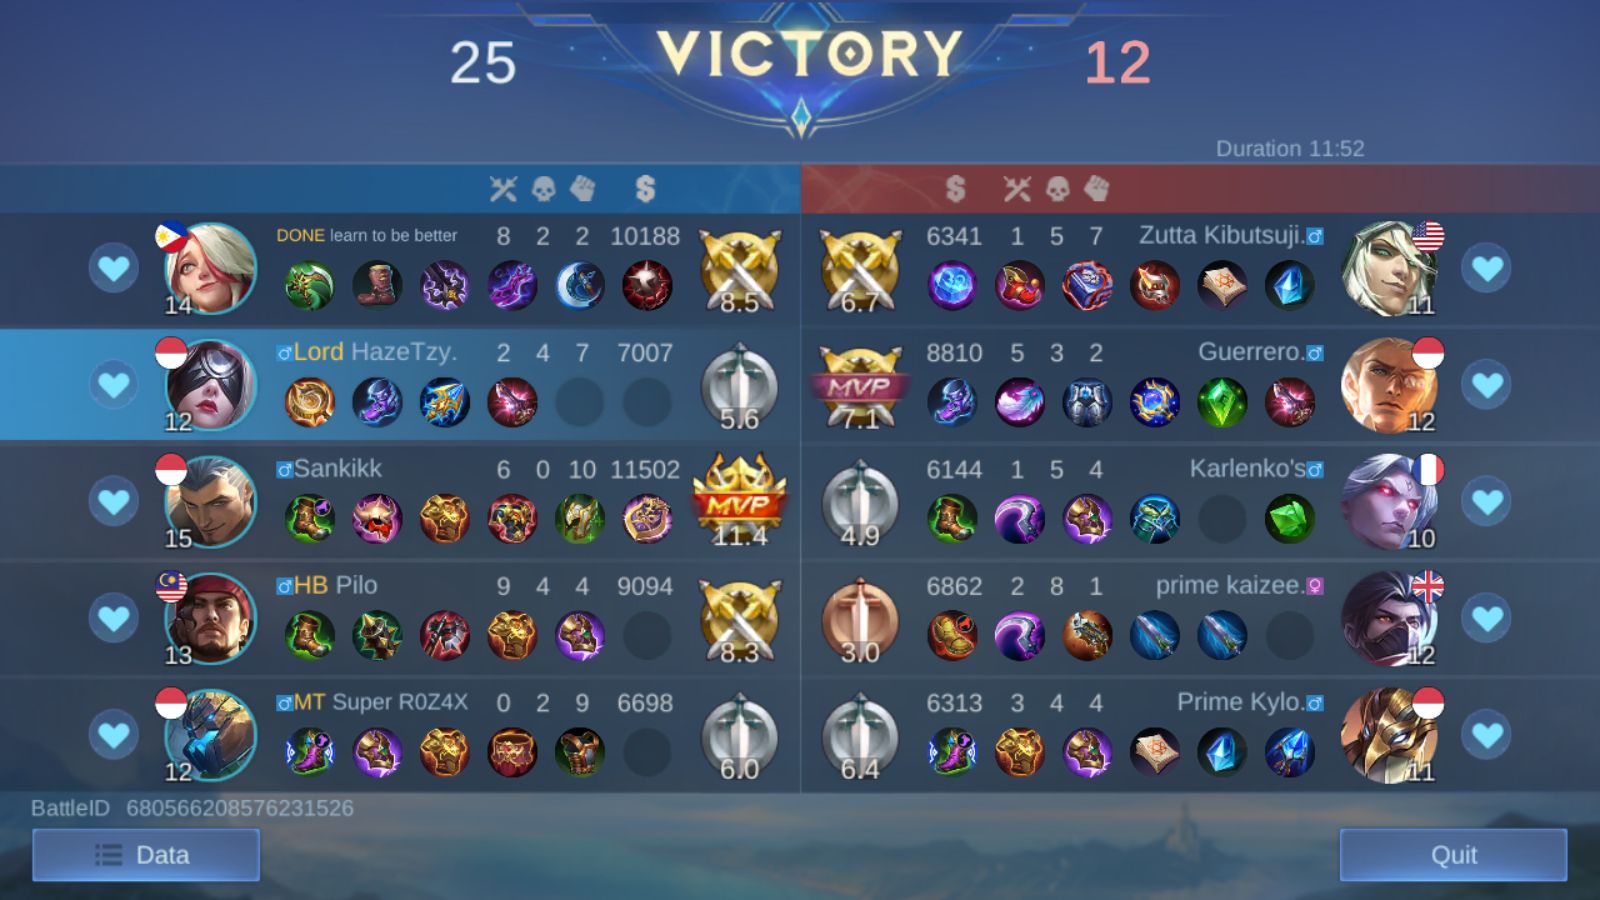 25 VICTORY 12
Duration 11:52
DONE learn to be better 8 2 2 10188
14 8.5
6341 1 5 7 Zutta Kibutsuji.
6.7 11
Lord HazeTzy. 2 4 7 7007
12 5.6
8810 5 3 2 Guerrero.
MVP
7.1 12
Sankikk 6 0 10 11502
MVP
15 11.4
6144 1 5 4 Karlenko's
4.9 10
HB Pilo 9 4 4 9094
13 8.3
6862 2 8 1 prime kaizee.
3.0 12
MT Super R0Z4X 0 2 9 6698
12 6.0
6313 3 4 4 Prime Kylo.
6.4 11
BattleID 680566208576231526
Data
Quit